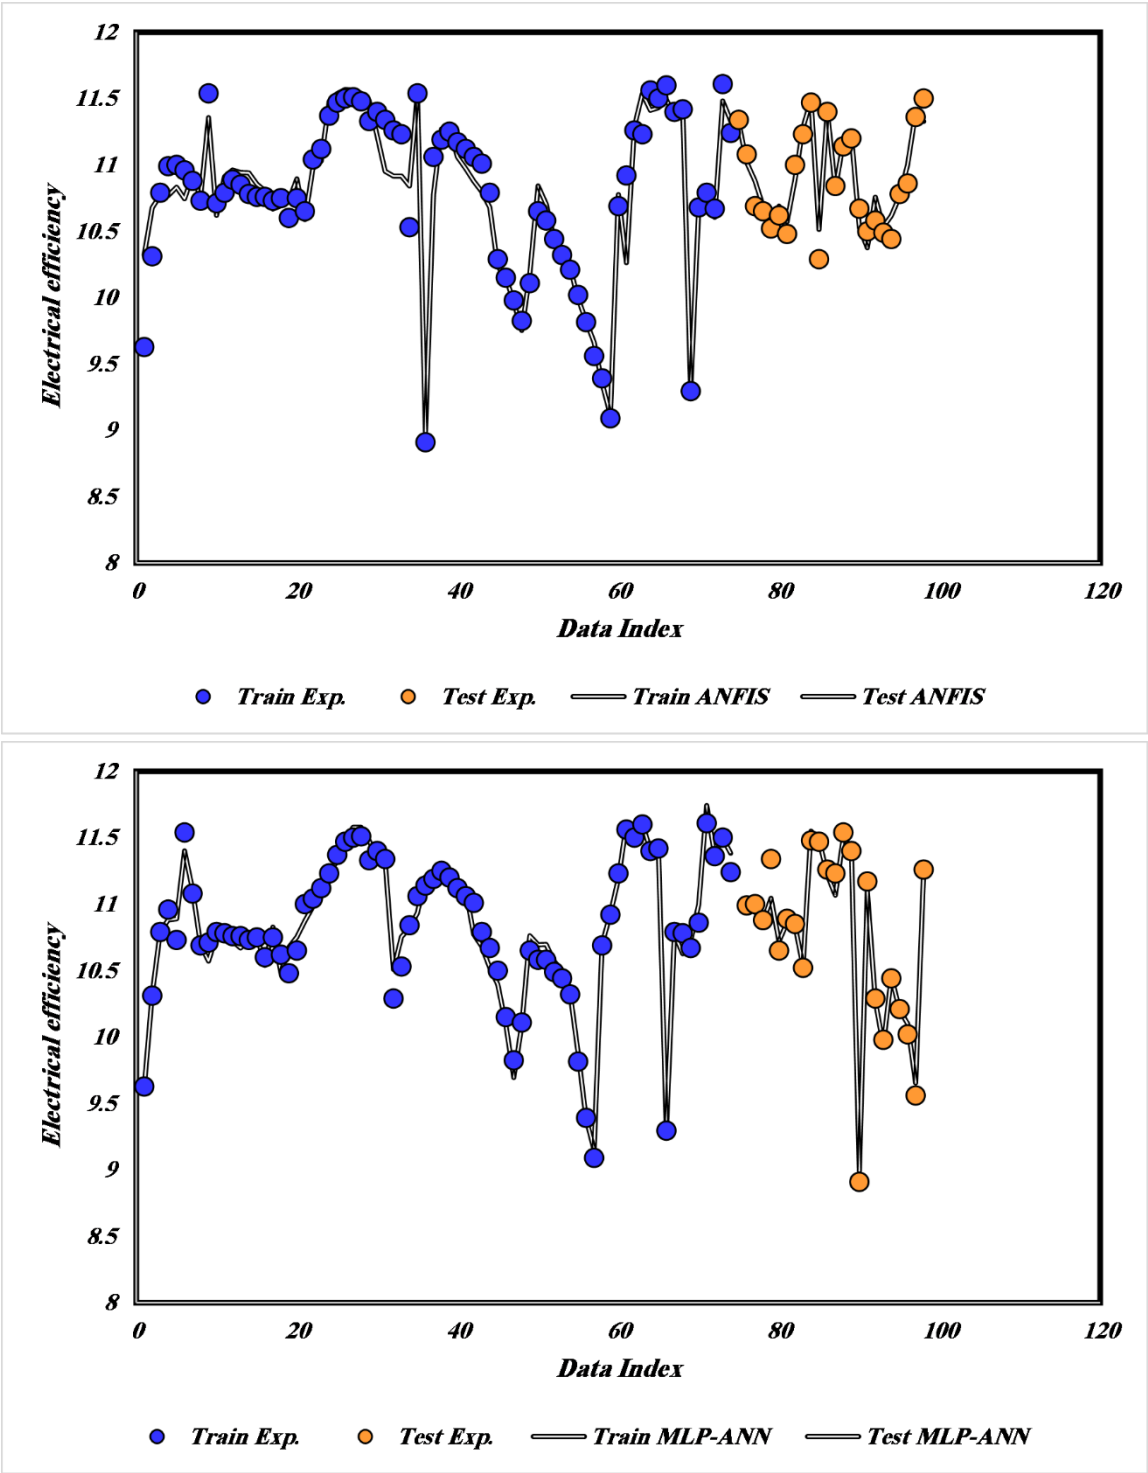 12
11.5
11
10.5
10
9.5
9
8.5
8
Electrical efficiency
0 20 40 60 80 100 120
Data Index
Train Exp. Test Exp. Train ANFIS Test ANFIS
12
11.5
11
10.5
10
9.5
9
8.5
8
Electrical efficiency
0 20 40 60 80 100 120
Data Index
Train Exp. Test Exp. Train MLP-ANN Test MLP-ANN